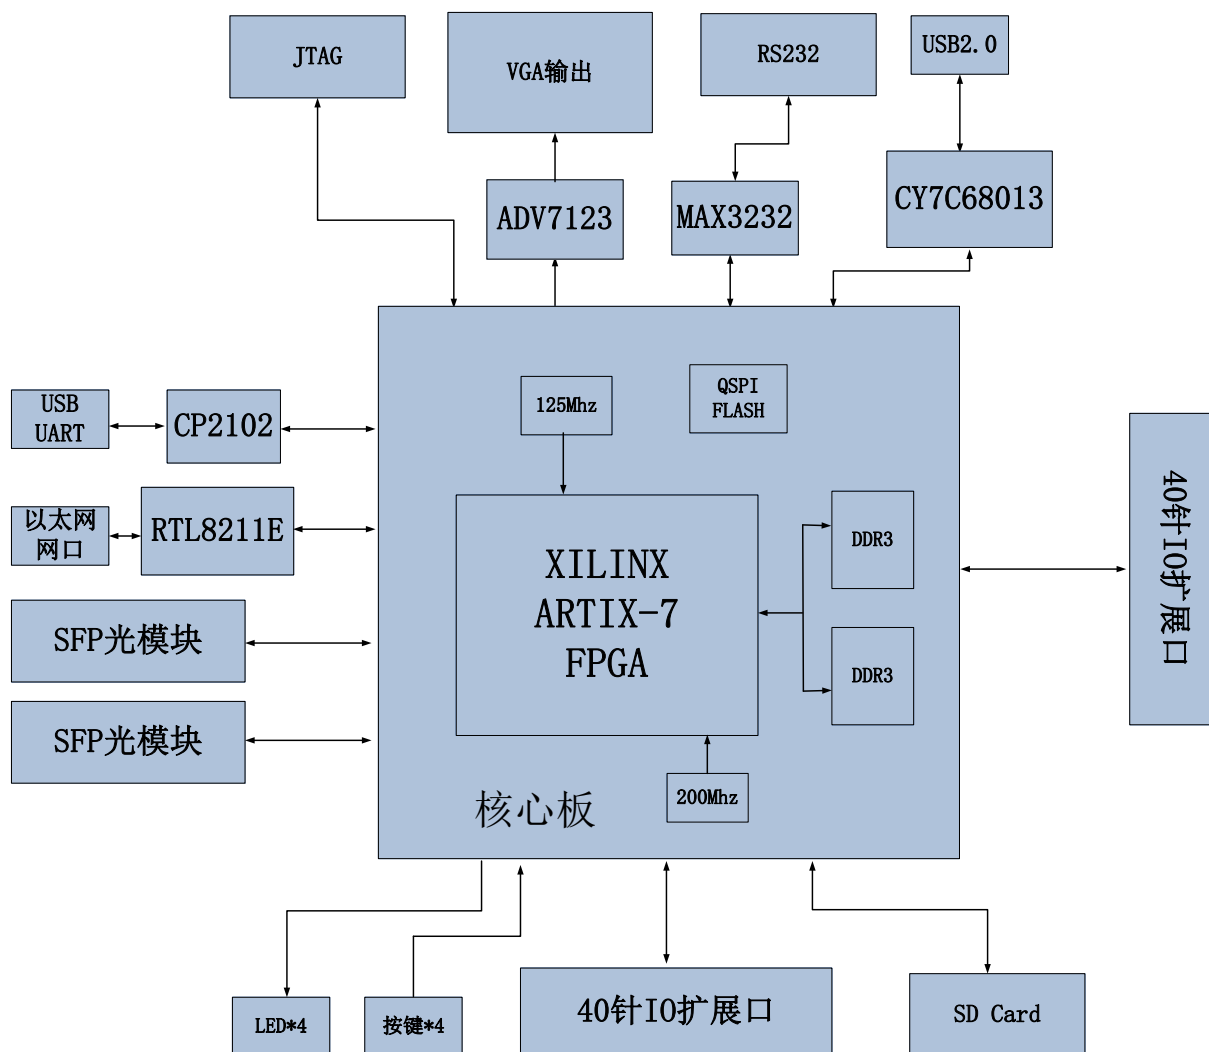 JTAG
VGA输出
RS232
USB2.0
ADV7123
MAX3232
CY7C68013
USB
UART
CP2102
125Mhz
QSPI
FLASH
以太网
网口
RTL8211E
XILINX
ARTIX-7
FPGA
DDR3
DDR3
40针IO扩展口
SFP光模块
SFP光模块
200Mhz
核心板
LED*4
按键*4
40针IO扩展口
SD Card